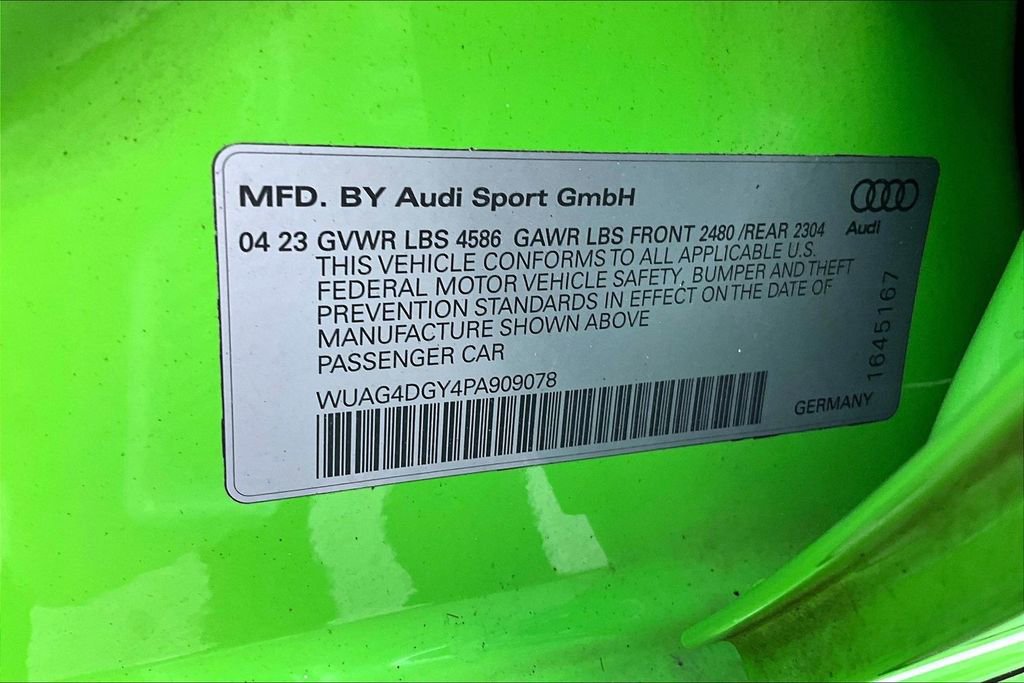 MFD. BY Audi Sport GmbH
Audi
04 23 GVWR LBS 4586 GAWR LBS FRONT 2480 /REAR 2304
THIS VEHICLE CONFORMS TO ALL APPLICABLE U.S.
FEDERAL MOTOR VEHICLE SAFETY, BUMPER AND THEFT
PREVENTION STANDARDS IN EFFECT ON THE DATE OF
MANUFACTURE SHOWN ABOVE
PASSENGER CAR
WUAG4DGY4PA909078
1645167
GERMANY